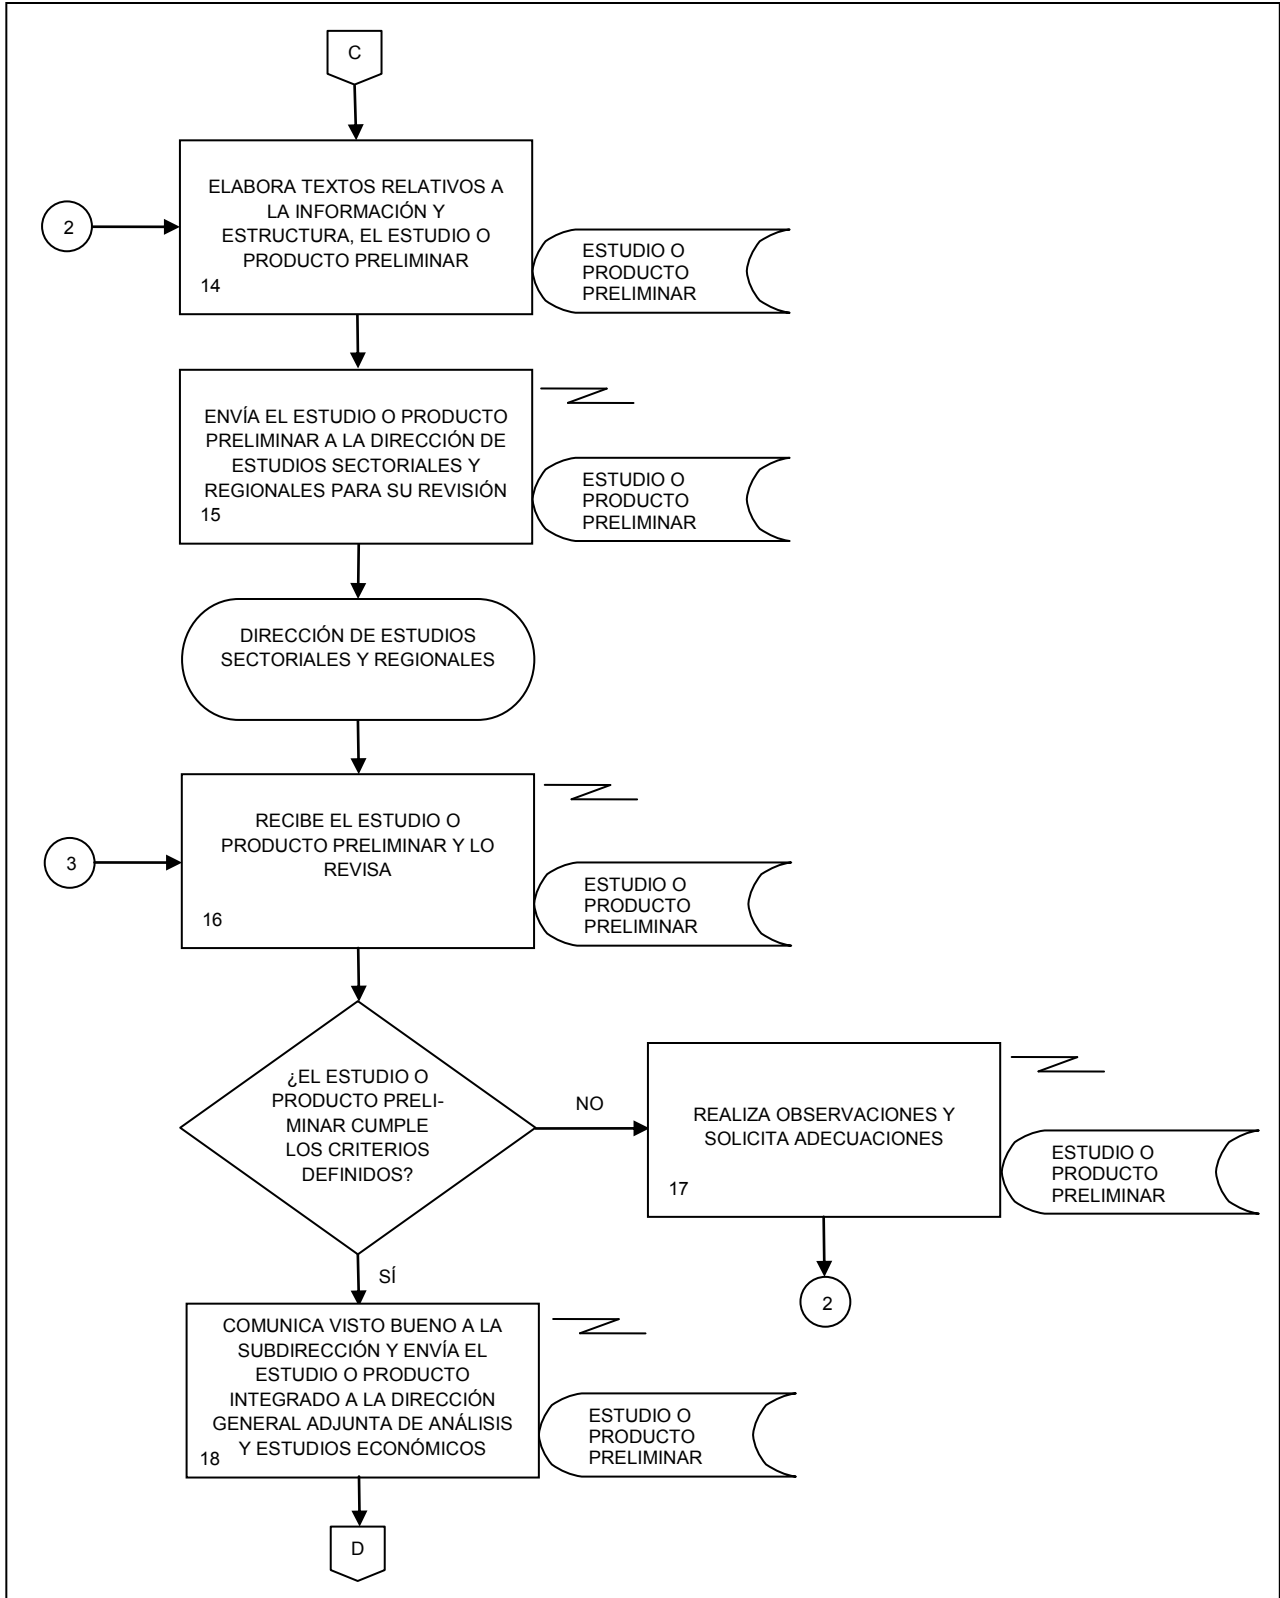 C
ELABORA TEXTOS RELATIVOS A
LA INFORMACIÓN Y
ESTRUCTURA, EL ESTUDIO O
PRODUCTO PRELIMINAR
14
2
ESTUDIO O
PRODUCTO
PRELIMINAR
ENVÍA EL ESTUDIO O PRODUCTO
PRELIMINAR A LA DIRECCIÓN DE
ESTUDIOS SECTORIALES Y
REGIONALES PARA SU REVISIÓN
15
ESTUDIO O
PRODUCTO
PRELIMINAR
DIRECCIÓN DE ESTUDIOS
SECTORIALES Y REGIONALES
RECIBE EL ESTUDIO O
PRODUCTO PRELIMINAR Y LO
REVISA
16
3
ESTUDIO O
PRODUCTO
PRELIMINAR
¿EL ESTUDIO O
PRODUCTO PRELI-
MINAR CUMPLE
LOS CRITERIOS
DEFINIDOS?
NO
REALIZA OBSERVACIONES Y
SOLICITA ADECUACIONES
17
ESTUDIO O
PRODUCTO
PRELIMINAR
2
SÍ
COMUNICA VISTO BUENO A LA
SUBDIRECCIÓN Y ENVÍA EL
ESTUDIO O PRODUCTO
INTEGRADO A LA DIRECCIÓN
GENERAL ADJUNTA DE ANÁLISIS
Y ESTUDIOS ECONÓMICOS
18
ESTUDIO O
PRODUCTO
PRELIMINAR
D